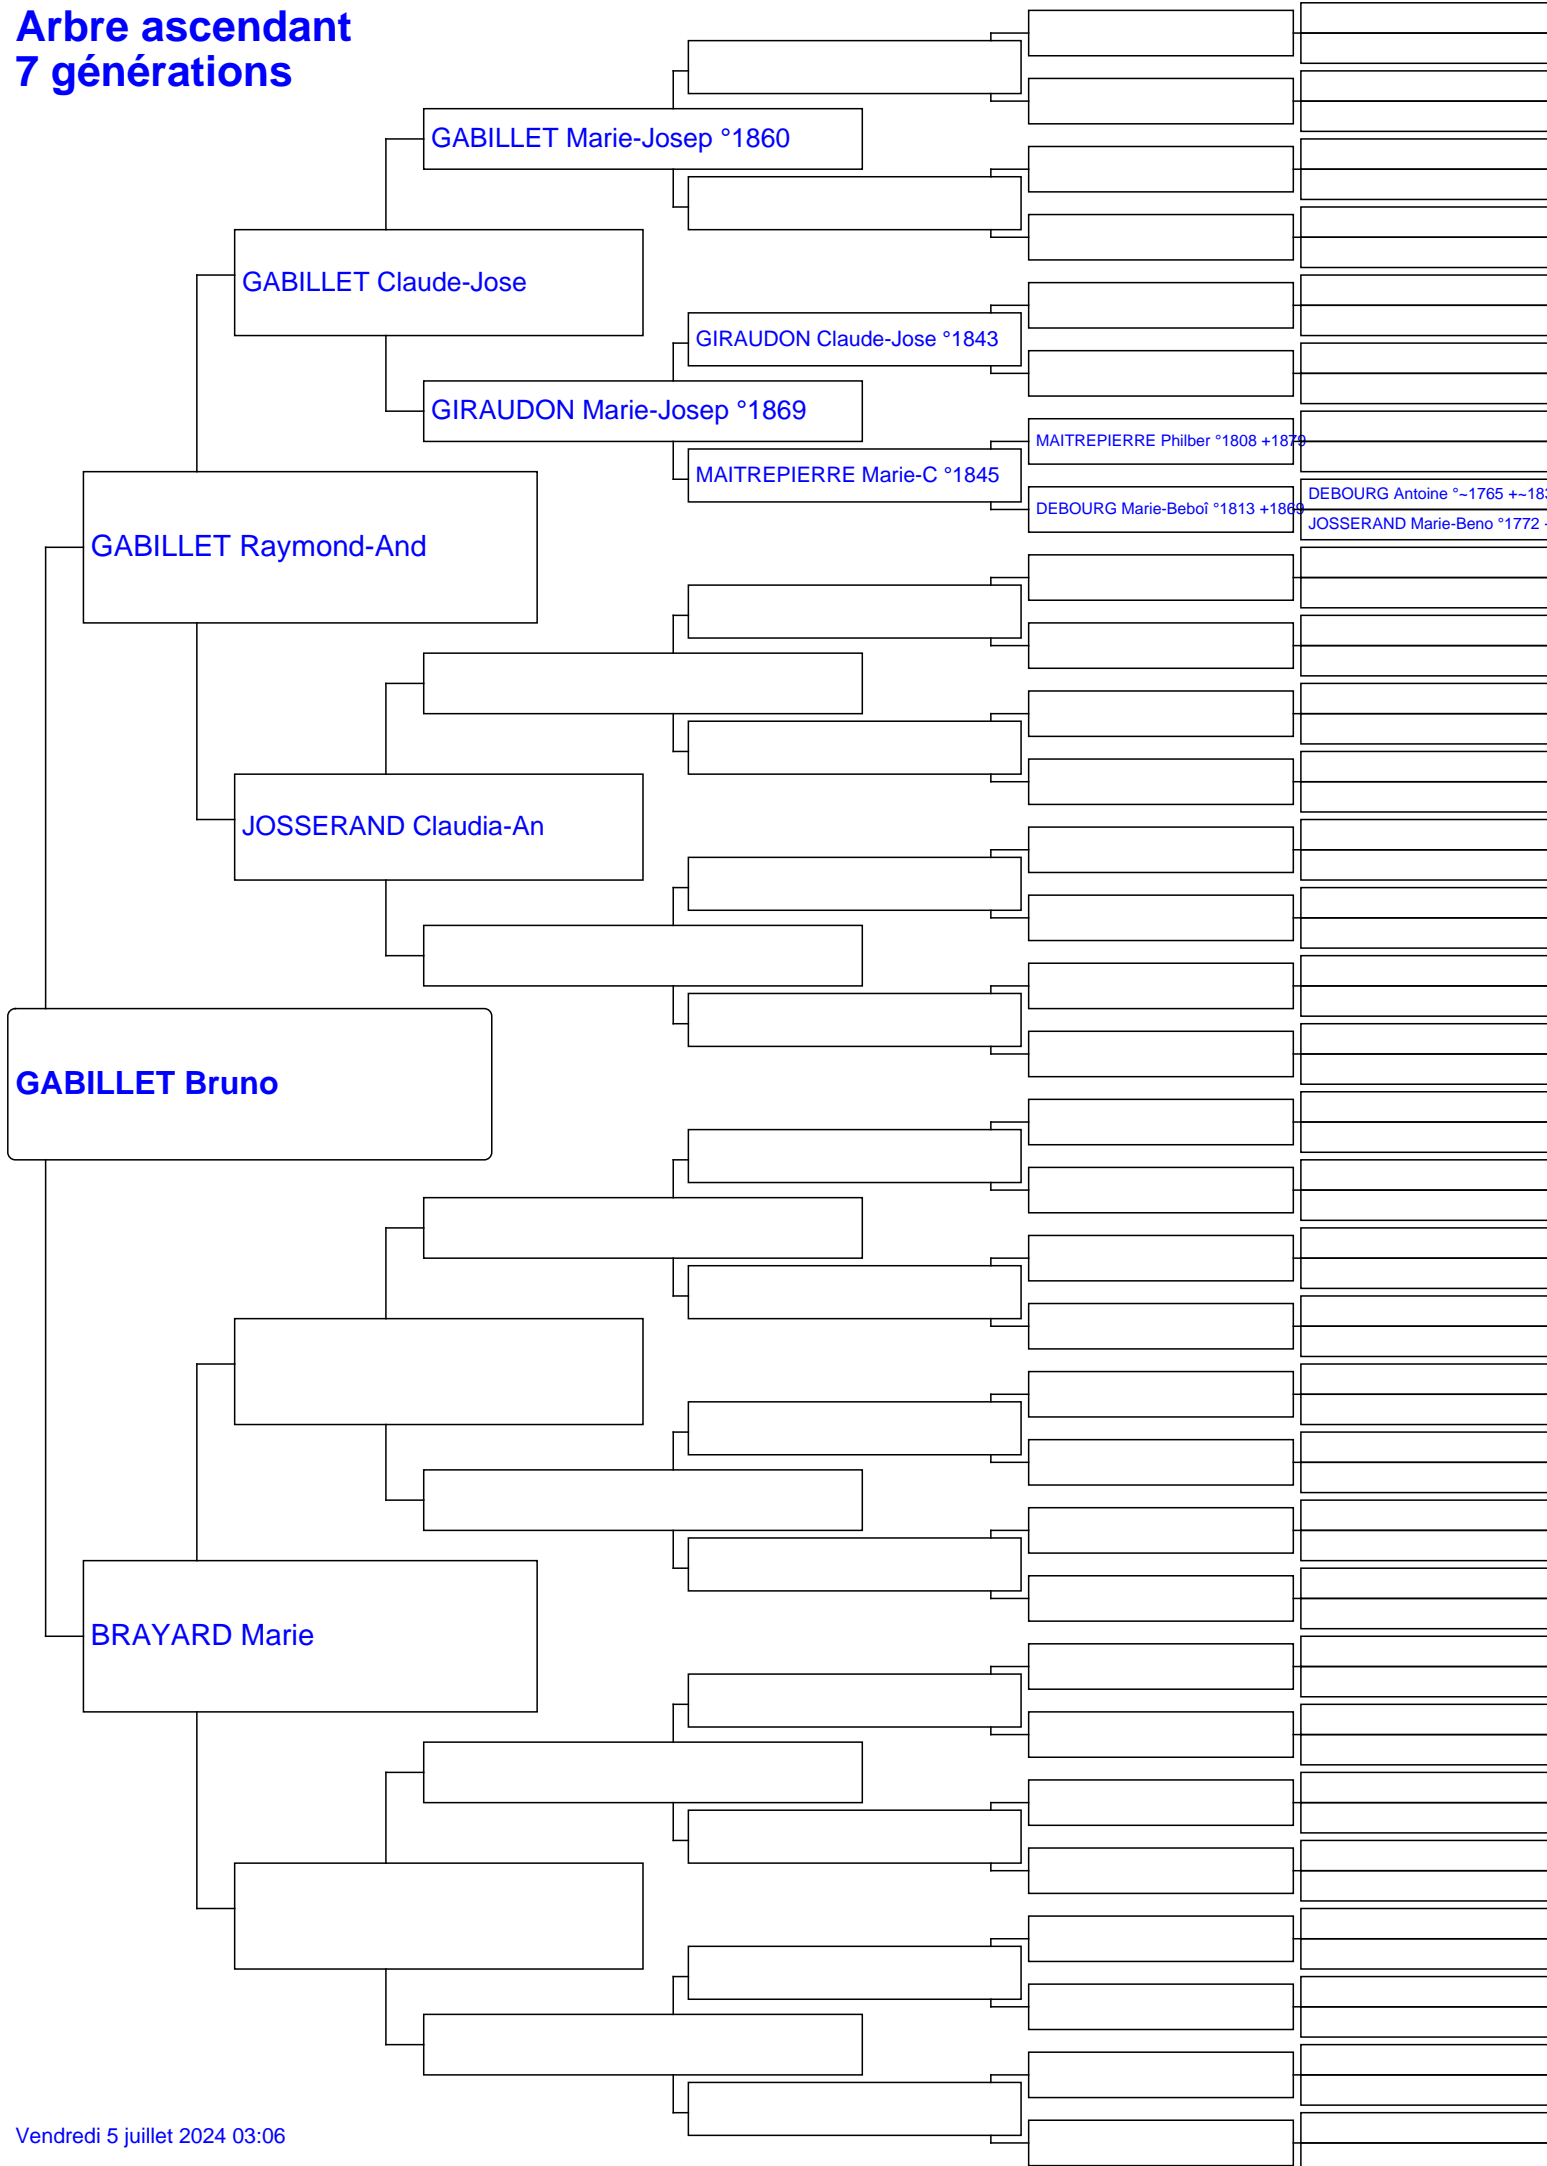 Arbre ascendant
7 générations
GABILLET Marie-Josep °1860
GABILLET Claude-Jose
GIRAUDON Claude-Jose °1843
GIRAUDON Marie-Josep °1869
MAITREPIERRE Philber °1808 +1879
MAITREPIERRE Marie-C °1845
DEBOURG Antoine °~1765 +~183
DEBOURG Marie-Beboî °1813 +1869
JOSSERAND Marie-Beno °1772 -
GABILLET Raymond-And
JOSSERAND Claudia-An
GABILLET Bruno
BRAYARD Marie
Vendredi 5 juillet 2024 03:06